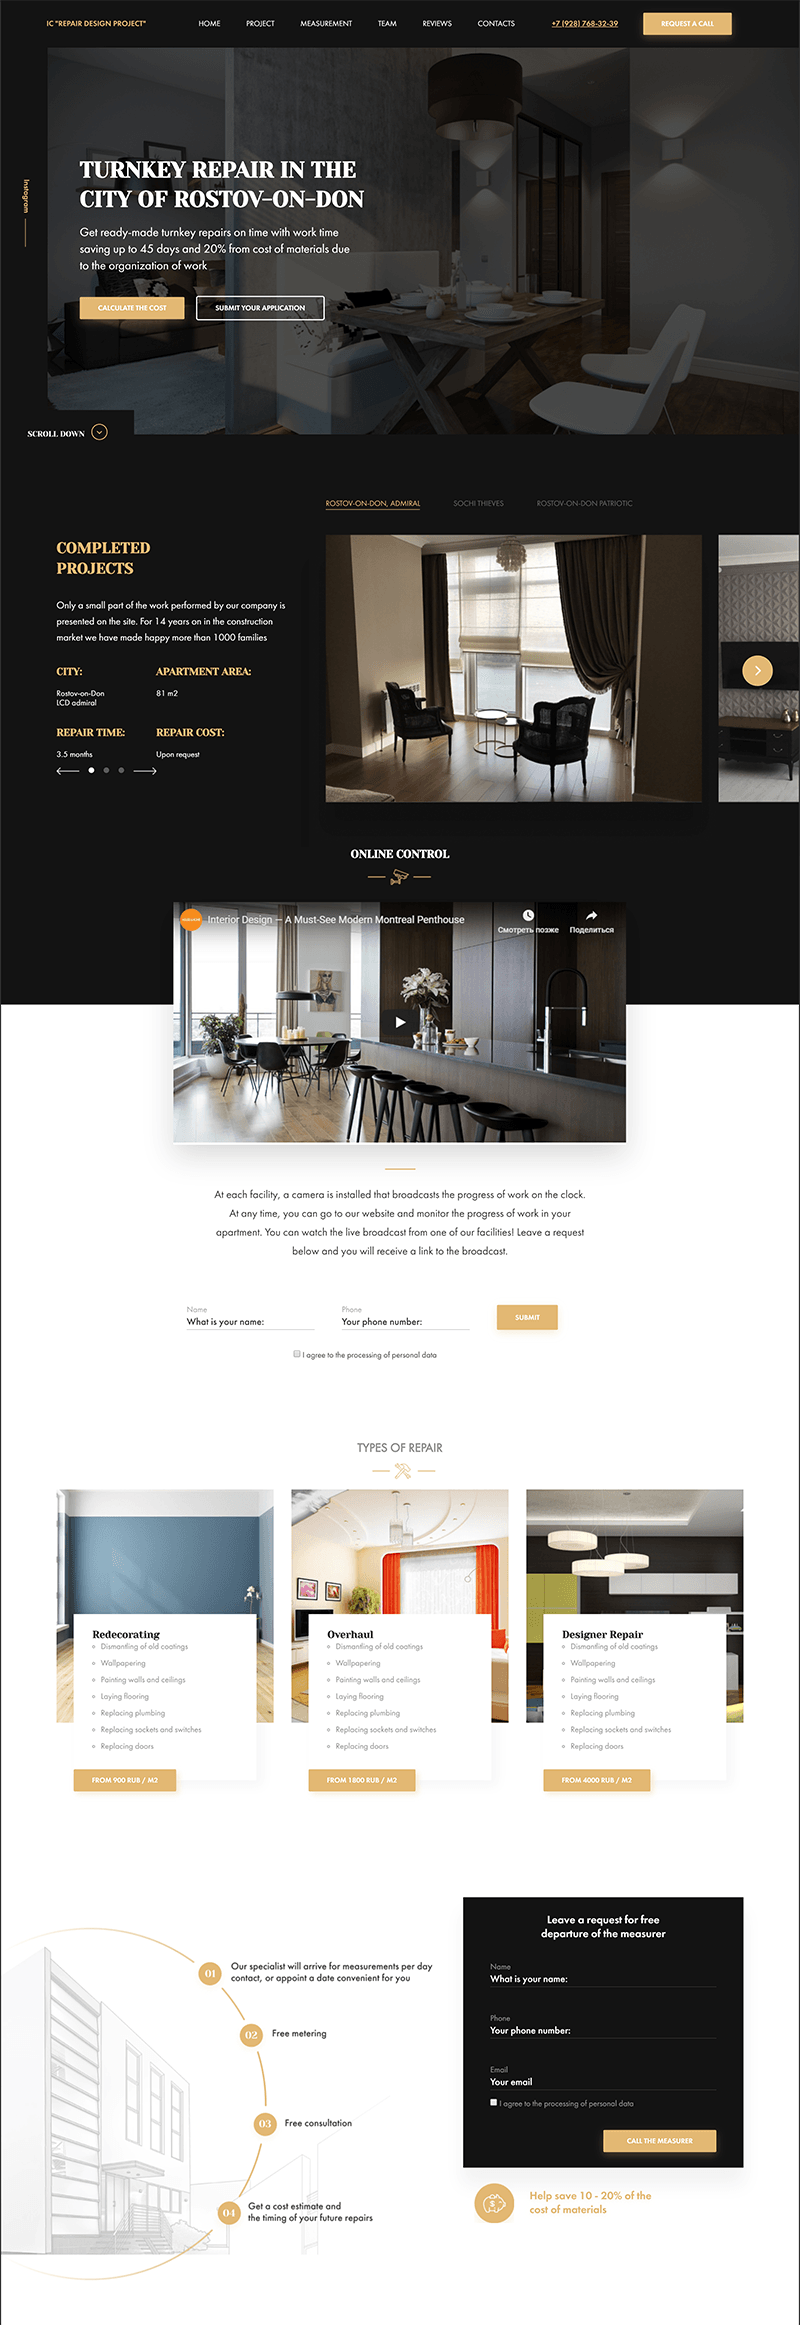 IC "REPAIR DESIGN PROJECT"
HOME
PROJECT
MEASUREMENT
TEAM
REVIEWS
CONTACTS
+7 (928) 768-32-39
REQUEST A CALL
Instagram
TURNKEY REPAIR IN THE
CITY OF ROSTOV-ON-DON
Get ready-made turnkey repairs on time with work time
saving up to 45 days and 20% from cost of materials due
to the organization of work
CALCULATE THE COST
SUBMIT YOUR APPLICATION
SCROLL DOWN
ROSTOV-ON-DON, ADMIRAL
SOCHI THIEVES
ROSTOV-ON-DON PATRIOTIC
COMPLETED
PROJECTS
Only a small part of the work performed by our company is
presented on the site. For 14 years on in the construction
market we have made happy more than 1000 families
CITY:
APARTMENT AREA:
Rostov-on-Don
LCD admiral
81 m2
REPAIR TIME:
REPAIR COST:
3.5 months
Upon request
ONLINE CONTROL
Interior Design — A Must-See Modern Montreal Penthouse
Смотреть позже
Поделиться
At each facility, a camera is installed that broadcasts the progress of work on the clock.
At any time, you can go to our website and monitor the progress of work in your
apartment. You can watch the live broadcast from one of our facilities! Leave a request
below and you will receive a link to the broadcast.
Name
What is your name:
Phone
Your phone number:
SUBMIT
I agree to the processing of personal data
TYPES OF REPAIR
Redecorating
Dismantling of old coatings
Wallpapering
Painting walls and ceilings
Laying flooring
Replacing plumbing
Replacing sockets and switches
Replacing doors
FROM 900 RUB / M2
Overhaul
Dismantling of old coatings
Wallpapering
Painting walls and ceilings
Laying flooring
Replacing plumbing
Replacing sockets and switches
Replacing doors
FROM 1800 RUB / M2
Designer Repair
Dismantling of old coatings
Wallpapering
Painting walls and ceilings
Laying flooring
Replacing plumbing
Replacing sockets and switches
Replacing doors
FROM 4000 RUB / M2
01
Our specialist will arrive for measurements per day
contact, or appoint a date convenient for you
02
Free metering
03
Free consultation
04
Get a cost estimate and
the timing of your future repairs
Leave a request for free
departure of the measurer
Name
What is your name:
Phone
Your phone number:
Email
Your email
I agree to the processing of personal data
CALL THE MEASURER
Help save 10 - 20% of the
cost of materials